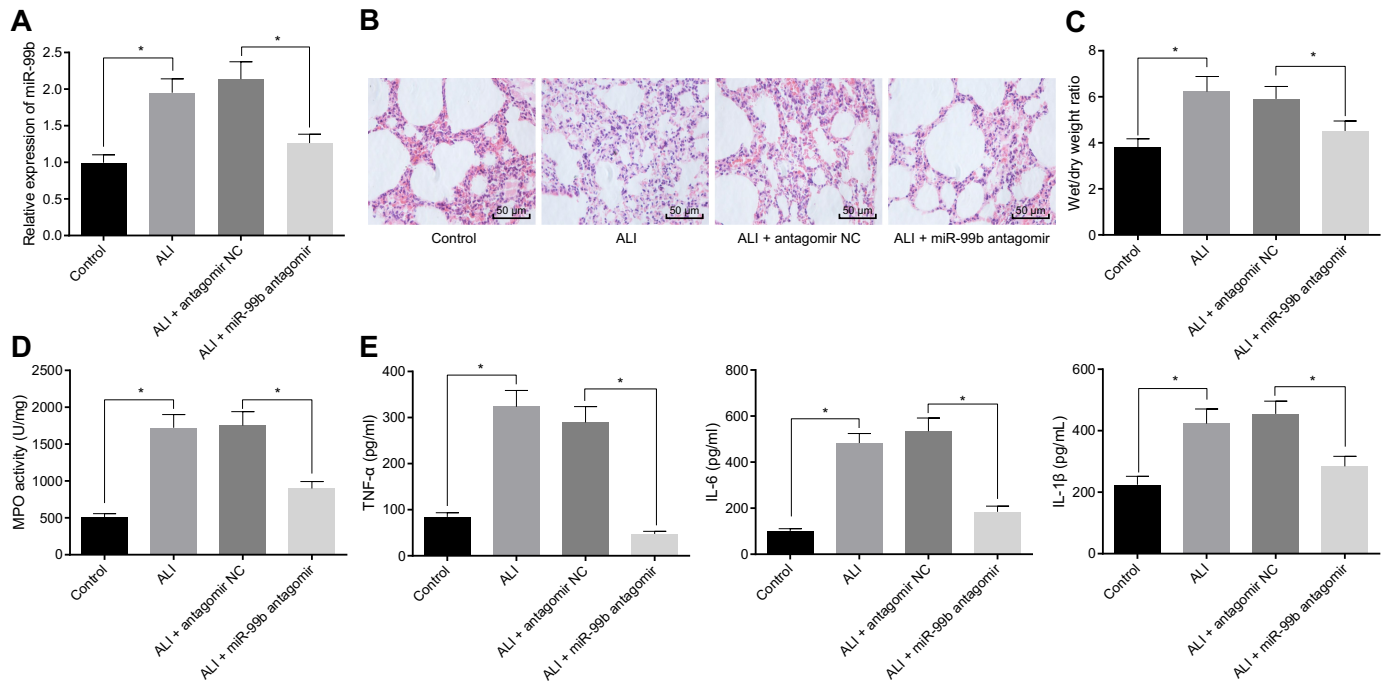 A
Relative expression of miR-99b
2.5
2.0
1.5
1.0
0.5
0.0
*
*
Control
ALI
ALI + antagomir NC
ALI + miR-99b antagomir
B
50 μm
50 μm
50 μm
50 μm
Control
ALI
ALI + antagomir NC
ALI + miR-99b antagomir
C
Wet/dry weight ratio
8
6
4
2
0
*
*
Control
ALI
ALI + antagomir NC
ALI + miR-99b antagomir
D
MPO activity (U/mg)
2500
2000
1500
1000
500
0
*
*
Control
ALI
ALI + antagomir NC
ALI + miR-99b antagomir
E
TNF-α (pg/ml)
400
300
200
100
0
*
*
Control
ALI
ALI + antagomir NC
ALI + miR-99b antagomir
IL-6 (pg/ml)
800
600
400
200
0
*
*
Control
ALI
ALI + antagomir NC
ALI + miR-99b antagomir
IL-1β (pg/mL)
600
400
200
0
*
*
Control
ALI
ALI + antagomir NC
ALI + miR-99b antagomir